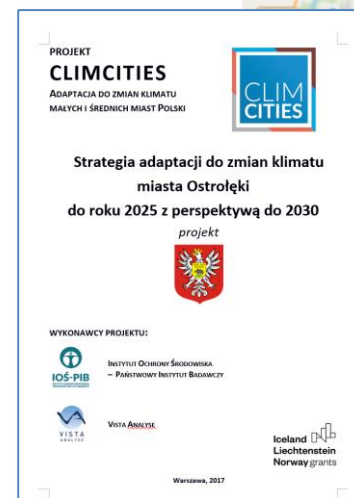 PROJEKT
CLIMCITIES
ADAPTACJA DO ZMIAN KLIMATU
MAŁYCH I ŚREDNICH MIAST POLSKI
CLIM
CITIES
Strategia adaptacji do zmian klimatu
miasta Ostrołęki
do roku 2025 z perspektywą do 2030
projekt
WYKONAWCY PROJEKTU:
IOŚ-PIB
INSTYTUT OCHRONY ŚRODOWISKA
– PAŃSTWOWY INSTYTUT BADAWCZY
VISTA
ANALYSE
VISTA ANALYSE
Iceland
Liechtenstein
Norway grants
Warszawa, 2017